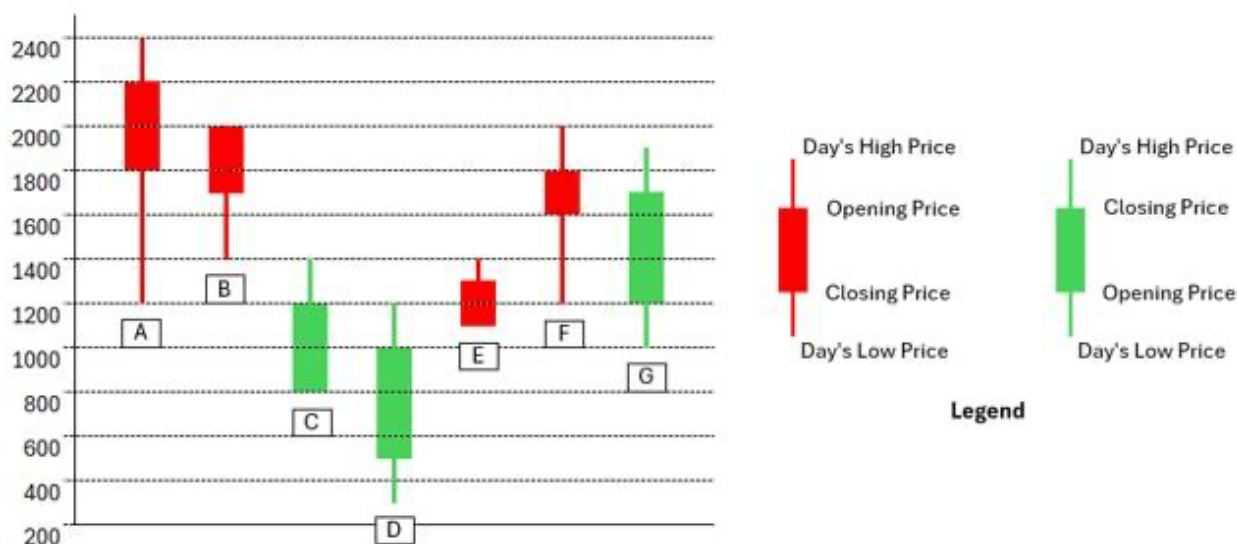 2400
2200
2000
1800
1600
1400
1200
1000
800
600
400
200
A
B
C
D
E
F
G
Day's High Price
Opening Price
Closing Price
Day's Low Price
Day's High Price
Closing Price
Opening Price
Day's Low Price
Legend